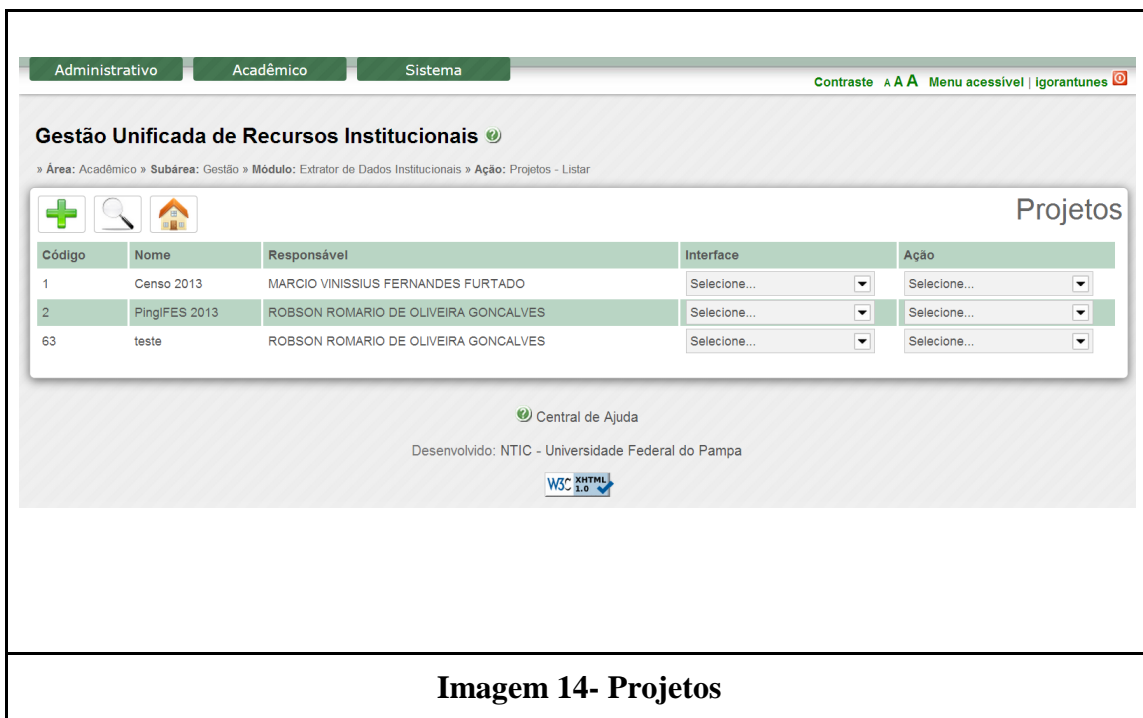 Administrativo Acadêmico Sistema
Contraste A A A Menu acessível | igorantunes
Gestão Unificada de Recursos Institucionais ?
» Área: Acadêmico » Subárea: Gestão » Módulo: Extrator de Dados Institucionais » Ação: Projetos - Listar
Projetos
Código Nome Responsável Interface Ação
1 Censo 2013 MARCIO VINISSIUS FERNANDES FURTADO Selecione... Selecione...
2 PingIFES 2013 ROBSON ROMARIO DE OLIVEIRA GONCALVES Selecione... Selecione...
63 teste ROBSON ROMARIO DE OLIVEIRA GONCALVES Selecione... Selecione...
? Central de Ajuda
Desenvolvido: NTIC - Universidade Federal do Pampa
W3C XHTML 1.0
Imagem 14- Projetos